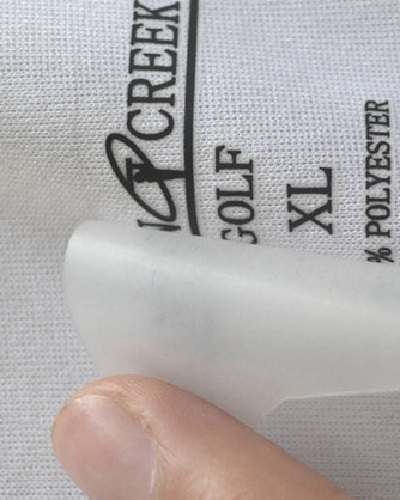 CREEK
GOLF
XL
% POLYESTER